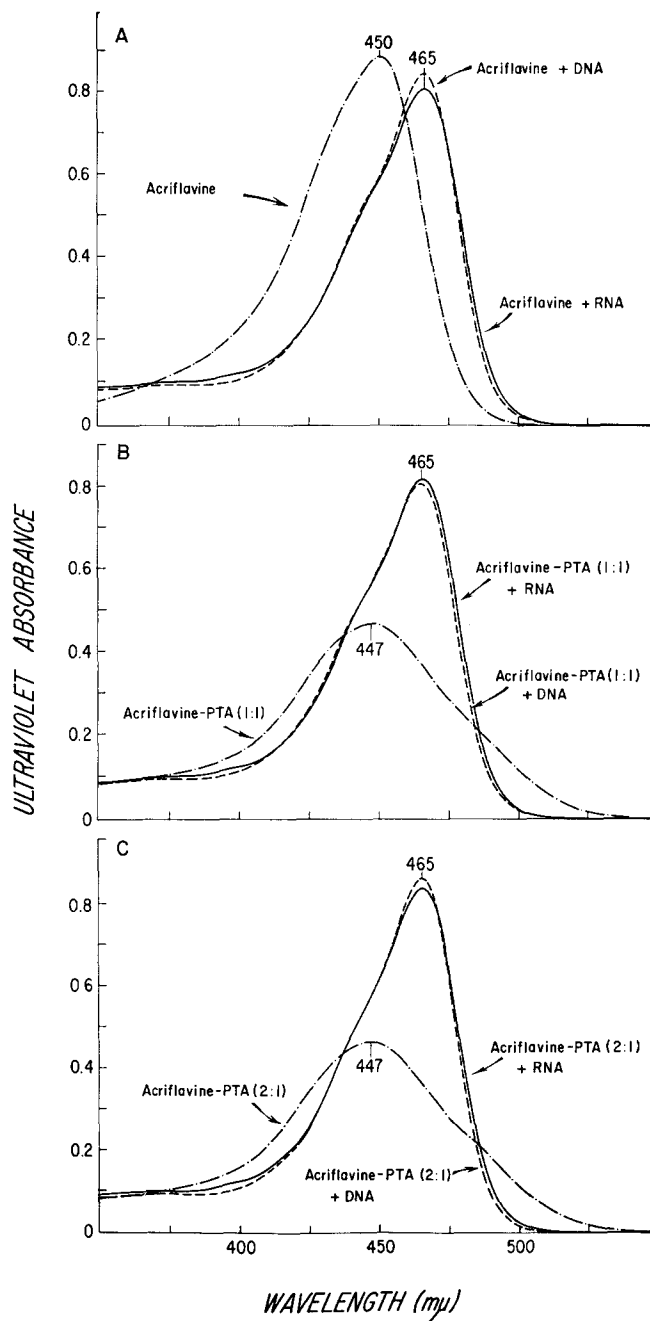 A
450
465
Acriflavine + DNA
0.8
0.6
Acriflavine
0.4
Acriflavine + RNA
0.2
0
B
465
0.8
Acriflavine-PTA (1:1)
+ RNA
0.6
447
0.4
Acriflavine-PTA(1:1)
+ DNA
Acriflavine-PTA(1:1)
0.2
0
C
465
0.8
0.6
Acriflavine-PTA (2:1)
+ RNA
447
0.4
Acriflavine-PTA(2:1)
0.2
Acriflavine-PTA (2:1)
+ DNA
0
400
450
500
ULTRAVIOLET ABSORBANCE
WAVELENGTH (mμ)